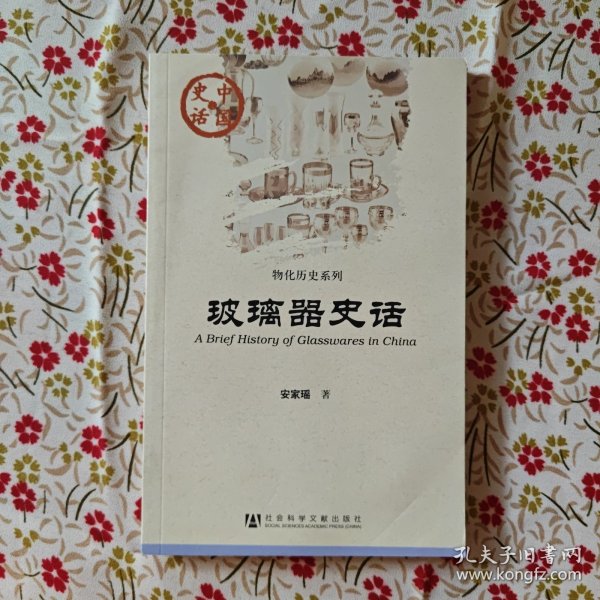 中国
史话
物化历史系列
玻璃器史话
A Brief History of Glasswares in China
安家瑶 著
社会科学文献出版社
SOCIAL SCIENCES ACADEMIC PRESS (CHINA)
孔夫子旧书网
www.kongfz.com